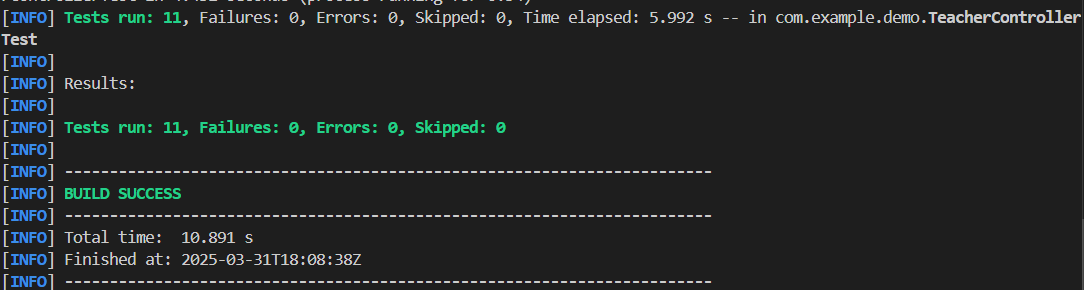 [INFO] Tests run: 11, Failures: 0, Errors: 0, Skipped: 0, Time elapsed: 5.992 s -- in com.example.demo.TeacherController
Test
[INFO]
[INFO] Results:
[INFO]
[INFO] Tests run: 11, Failures: 0, Errors: 0, Skipped: 0
[INFO]
[INFO] ------------------------------------------------------------------------
[INFO] BUILD SUCCESS
[INFO] ------------------------------------------------------------------------
[INFO] Total time:  10.891 s
[INFO] Finished at: 2025-03-31T18:08:38Z
[INFO] ------------------------------------------------------------------------